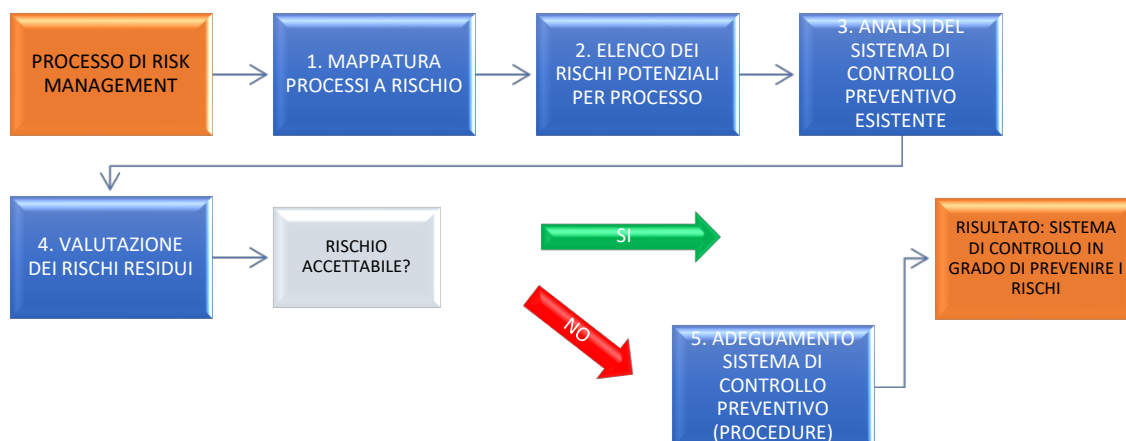 PROCESSO DI RISK
MANAGEMENT
1. MAPPATURA
PROCESSI A RISCHIO
2. ELENCO DEI
RISCHI POTENZIALI
PER PROCESSO
3. ANALISI DEL
SISTEMA DI
CONTROLLO
PREVENTIVO
ESISTENTE
4. VALUTAZIONE
DEI RISCHI RESIDUI
RISCHIO
ACCETTABILE?
SI
NO
5. ADEGUAMENTO
SISTEMA DI
CONTROLLO
PREVENTIVO
(PROCEDURE)
RISULTATO: SISTEMA
DI CONTROLLO IN
GRADO DI PREVENIRE I
RISCHI